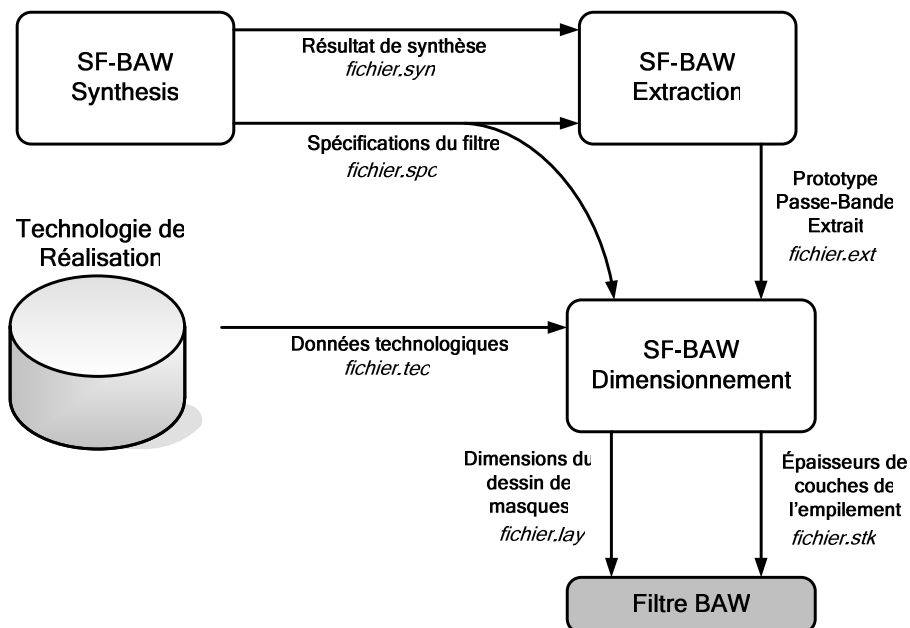 SF-BAW
Synthesis
Résultat de synthèse
fichier.syn
SF-BAW
Extraction
Spécifications du filtre
fichier.spc
Prototype
Passe-Bande
Extrait
fichier.ext
Technologie de
Réalisation
Données technologiques
fichier.tec
SF-BAW
Dimensionnement
Dimensions du
dessin de
masques
fichier.lay
Épaisseurs de
couches de
l'empilement
fichier.stk
Filtre BAW